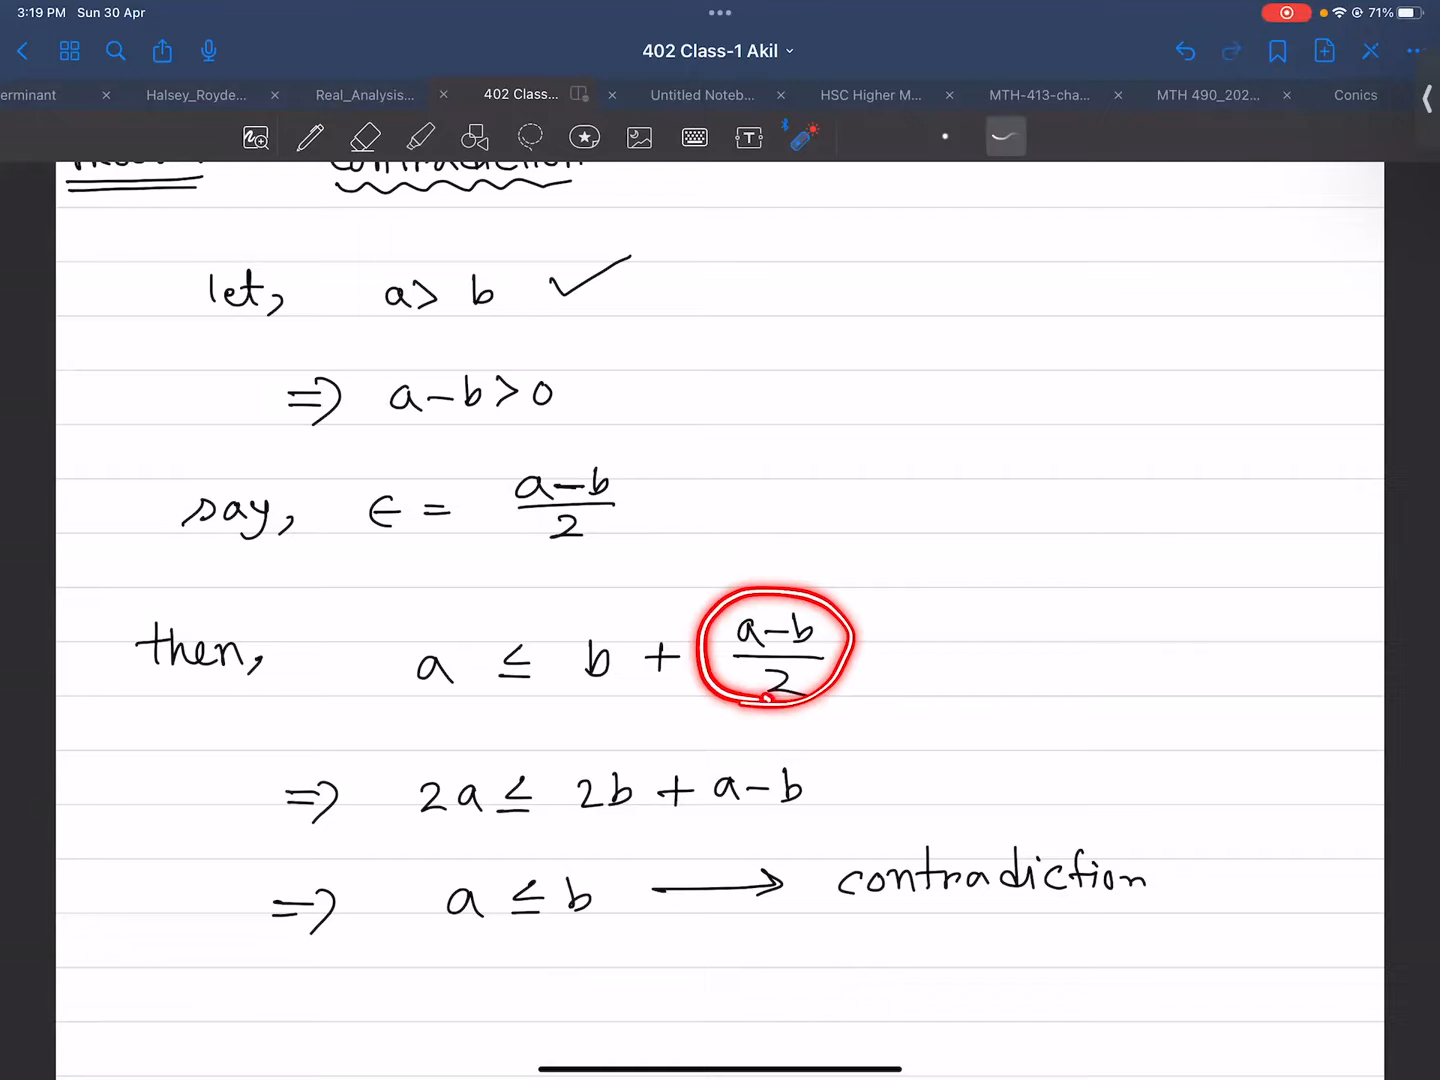 3:19 PM Sun 30 Apr 71%
402 Class-1 Akil
erminant Halsey_Royde... Real_Analysis... 402 Class... Untitled Noteb... HSC Higher M... MTH-413-cha... MTH 490_202... Conics
T
contradiction
let, a > b ✓
⇒ a-b>0
say, ϵ = (a-b)/2
then, a ≤ b + (a-b)/2
⇒ 2a ≤ 2b + a-b
⇒ a ≤ b ⟶ contradiction